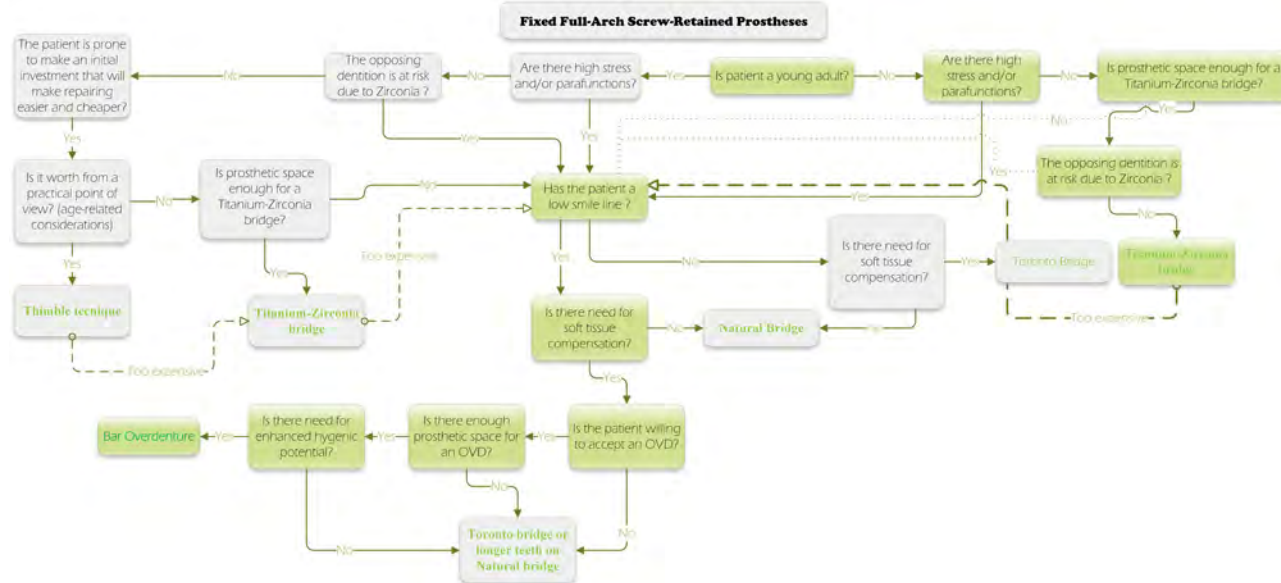 Fixed Full-Arch Screw-Retained Prostheses
The patient is prone
to make an initial
investment that will
make repairing
easier and cheaper?
No
The opposing
dentition is at risk
due to Zirconia ?
No
Are there high stress
and/or parafunctions?
Yes
Is patient a young adult?
No
Are there high
stress and/or
parafunctions?
No
Is prosthetic space enough for a
Titanium-Zirconia bridge?
Yes
Yes
Yes
No
Yes
Is it worth from a
practical point of
view? (age-related
considerations)
No
Is prosthetic space
enough for a
Titanium-Zirconia
bridge?
No
Has the patient a
low smile line ?
Yes
Yes
The opposing dentition is
at risk due to Zirconia ?
No
Yes
Yes
Too expensive
Yes
No
Is there need for
soft tissue
compensation?
Yes
Toronto Bridge
Titanium-Zirconia
bridge
Thimble tecnique
Titanium-Zirconia
bridge
Too expensive
Too expensive
Is there need for
soft tissue
compensation?
No
Natural Bridge
no
Yes
Bar Overdenture
Yes
Is there need for
enhanced hygenic
potential?
Yes
Is there enough
prosthetic space for
an OVD?
Yes
Is the patient willing
to accept an OVD?
No
No
No
Toronto-bridge or
longer teeth on
Natural bridge